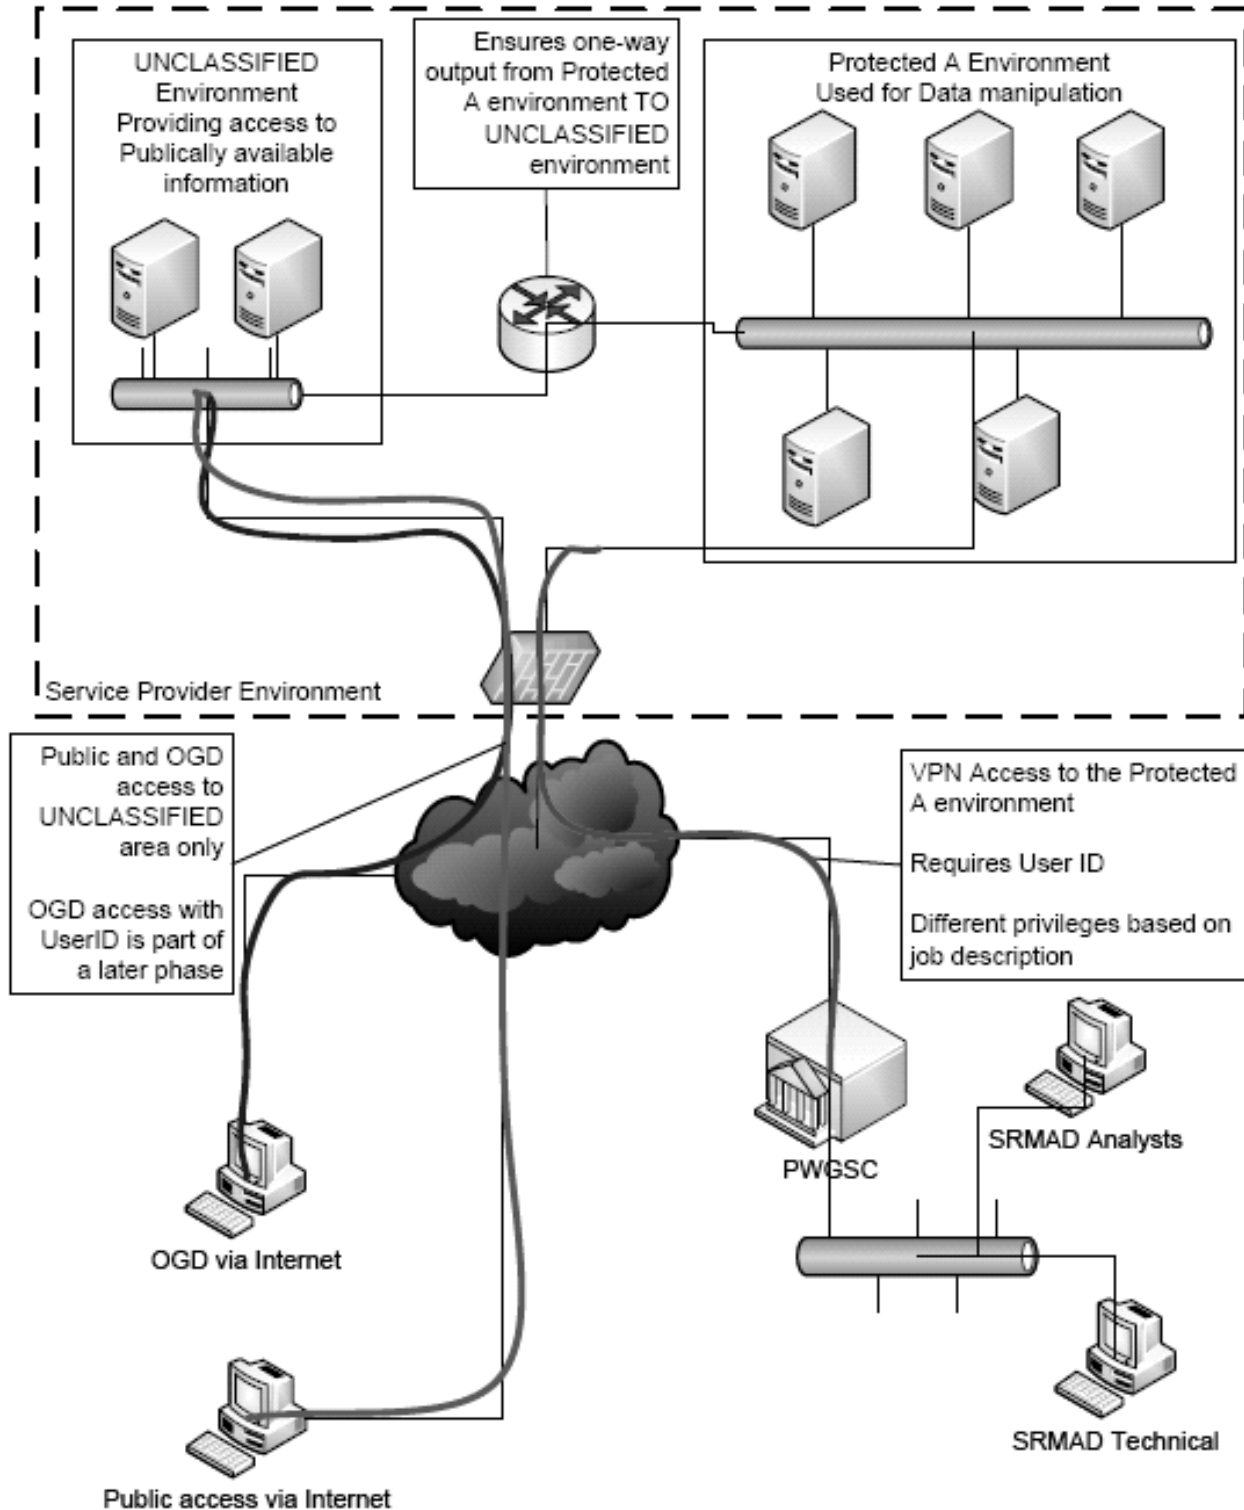 UNCLASSIFIED
Environment
Providing access to
Publically available
information
Ensures one-way
output from Protected
A environment TO
UNCLASSIFIED
environment
Protected A Environment
Used for Data manipulation
Service Provider Environment
Public and OGD
access to
UNCLASSIFIED
area only
OGD access with
UserID is part of
a later phase
VPN Access to the Protected
A environment
Requires User ID
Different privileges based on
job description
SRMAD Analysts
PWGSC
OGD via Internet
SRMAD Technical
Public access via Internet